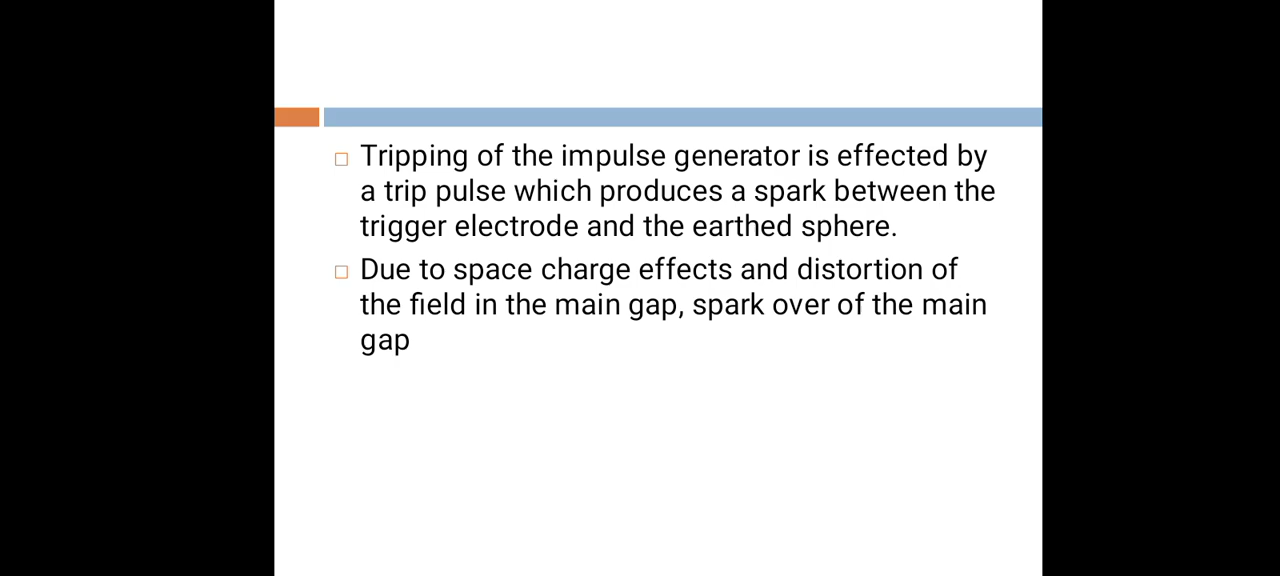 Tripping of the impulse generator is effected by
a trip pulse which produces a spark between the
trigger electrode and the earthed sphere.
Due to space charge effects and distortion of
the field in the main gap, spark over of the main
gap